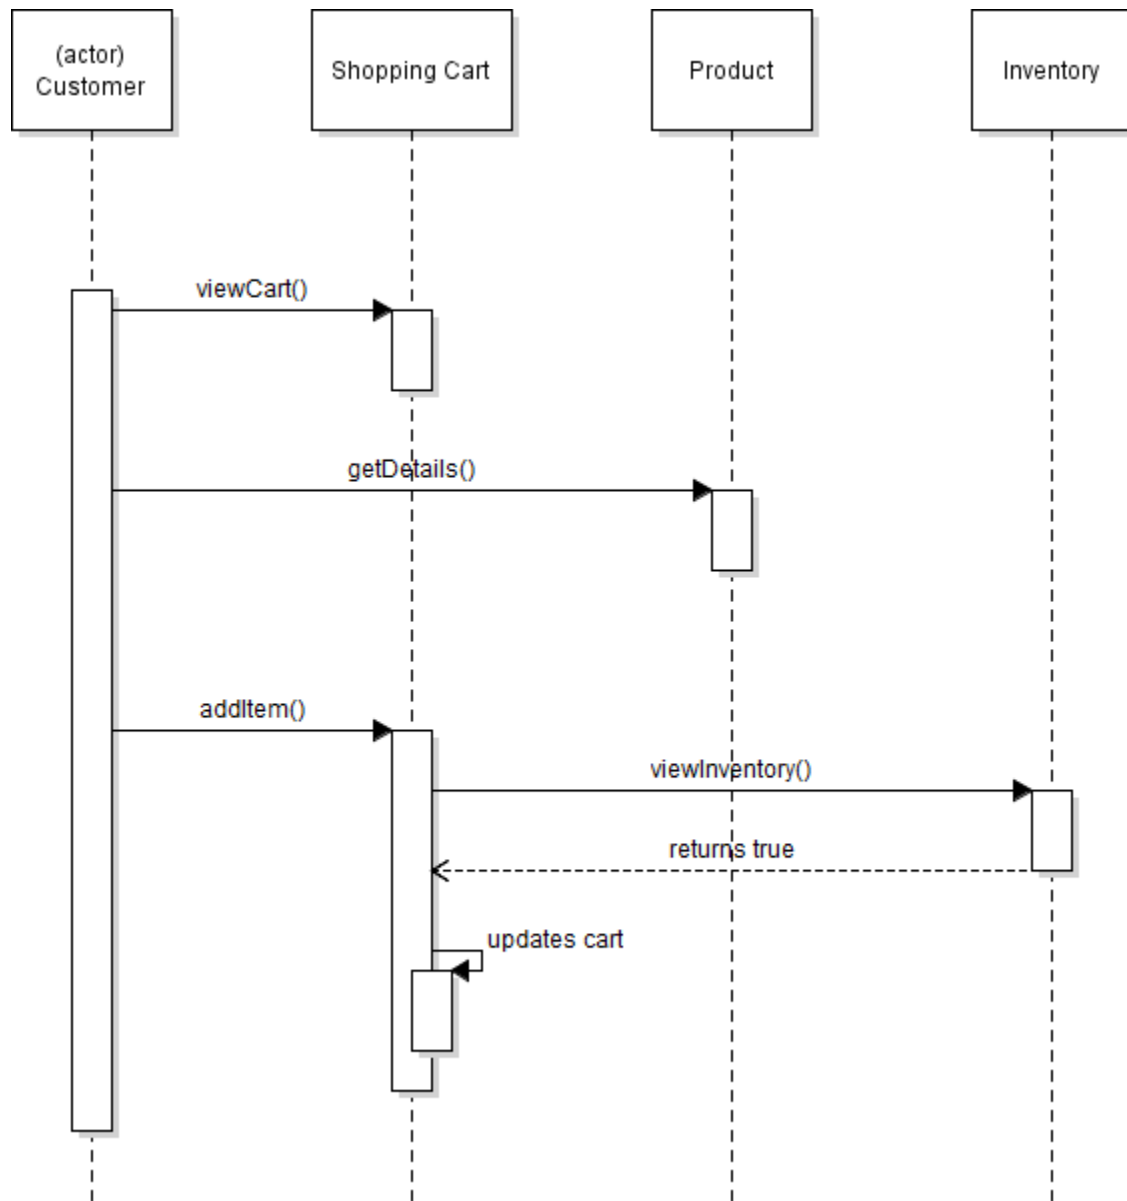 (actor)
Customer
Shopping Cart
Product
Inventory
viewCart()
getDetails()
addItem()
viewInventory()
returns true
updates cart